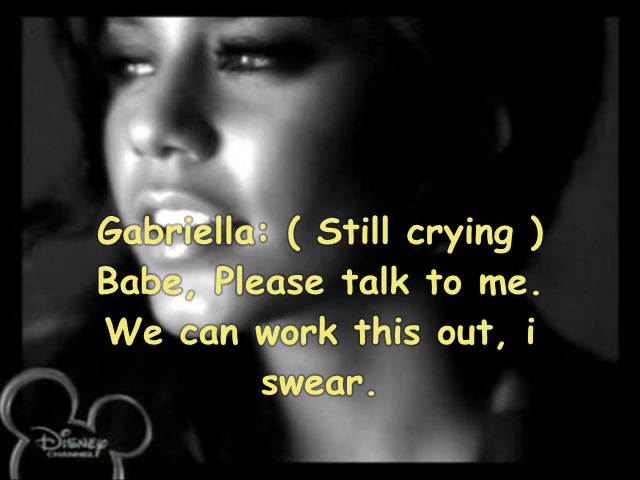 Gabriella: ( Still crying )
Babe, Please talk to me.
We can work this out, i
swear.
Disney
CHANNEL